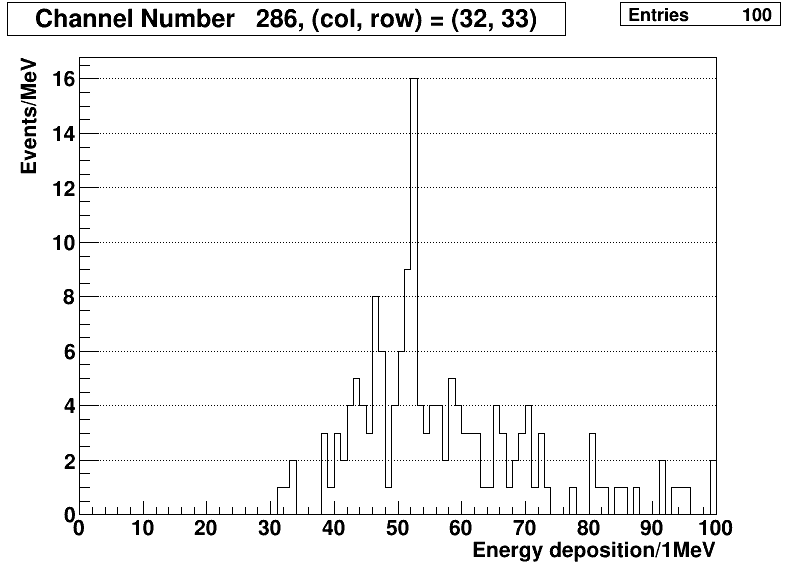 Channel Number 286, (col, row) = (32, 33)
Entries 100
Events/MeV
16
14
12
10
8
6
4
2
0
0 10 20 30 40 50 60 70 80 90 100
Energy deposition/1MeV